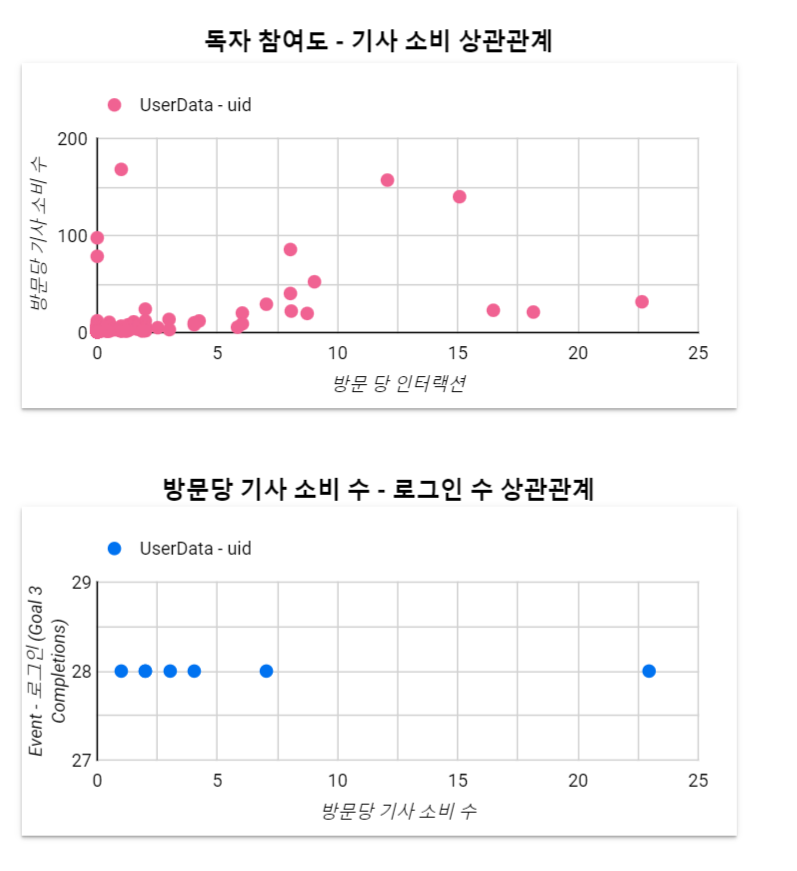 독자 참여도 - 기사 소비 상관관계
UserData - uid
방문당 기사 소비 수
200
100
0
0 5 10 15 20 25
방문 당 인터랙션
방문당 기사 소비 수 - 로그인 수 상관관계
UserData - uid
Event - 로그인 (Goal 3
Completions)
29
28
27
0 5 10 15 20 25
방문당 기사 소비 수